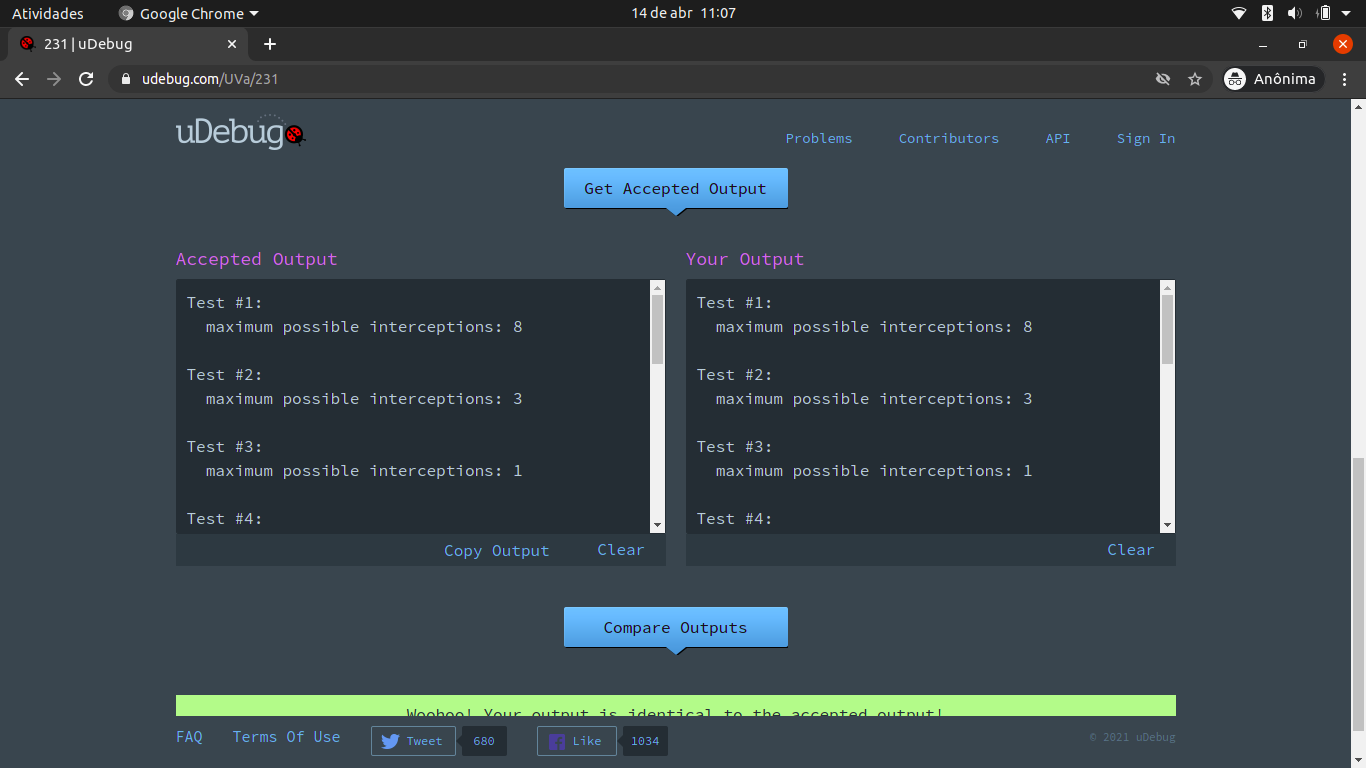 Atividades Google Chrome 14 de abr 11:07
231 | uDebug
udebug.com/UVa/231 Anônima
uDebug Problems Contributors API Sign In
Get Accepted Output
Accepted Output
Test #1:
maximum possible interceptions: 8
Test #2:
maximum possible interceptions: 3
Test #3:
maximum possible interceptions: 1
Test #4:
Copy Output Clear
Your Output
Test #1:
maximum possible interceptions: 8
Test #2:
maximum possible interceptions: 3
Test #3:
maximum possible interceptions: 1
Test #4:
Clear
Compare Outputs
Woohoo! Your output is identical to the accepted output!
FAQ Terms Of Use Tweet 680 Like 1034 © 2021 uDebug